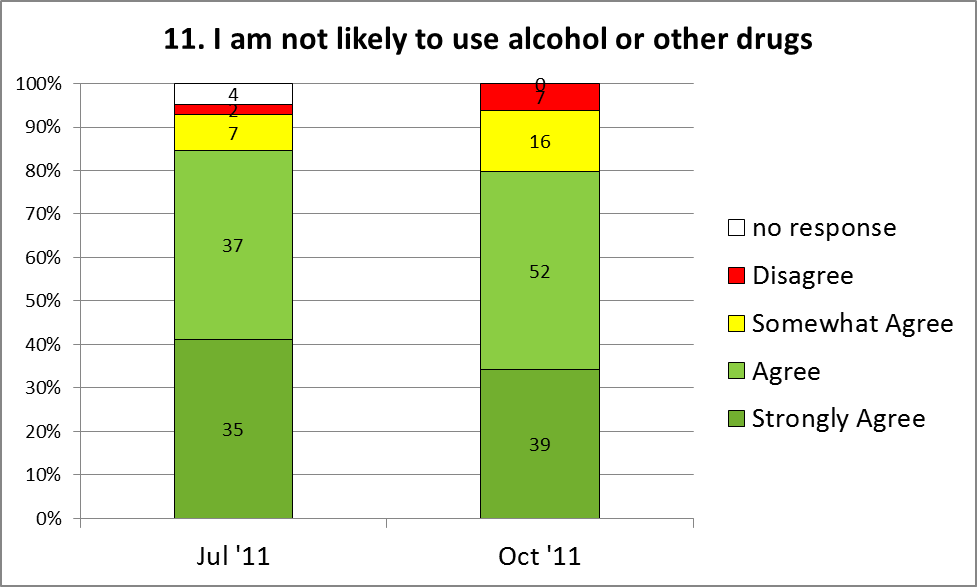 11. I am not likely to use alcohol or other drugs
100%
90%
80%
70%
60%
50%
40%
30%
20%
10%
0%
4
2
7
37
35
0
7
16
52
39
Jul '11
Oct '11
no response
Disagree
Somewhat Agree
Agree
Strongly Agree